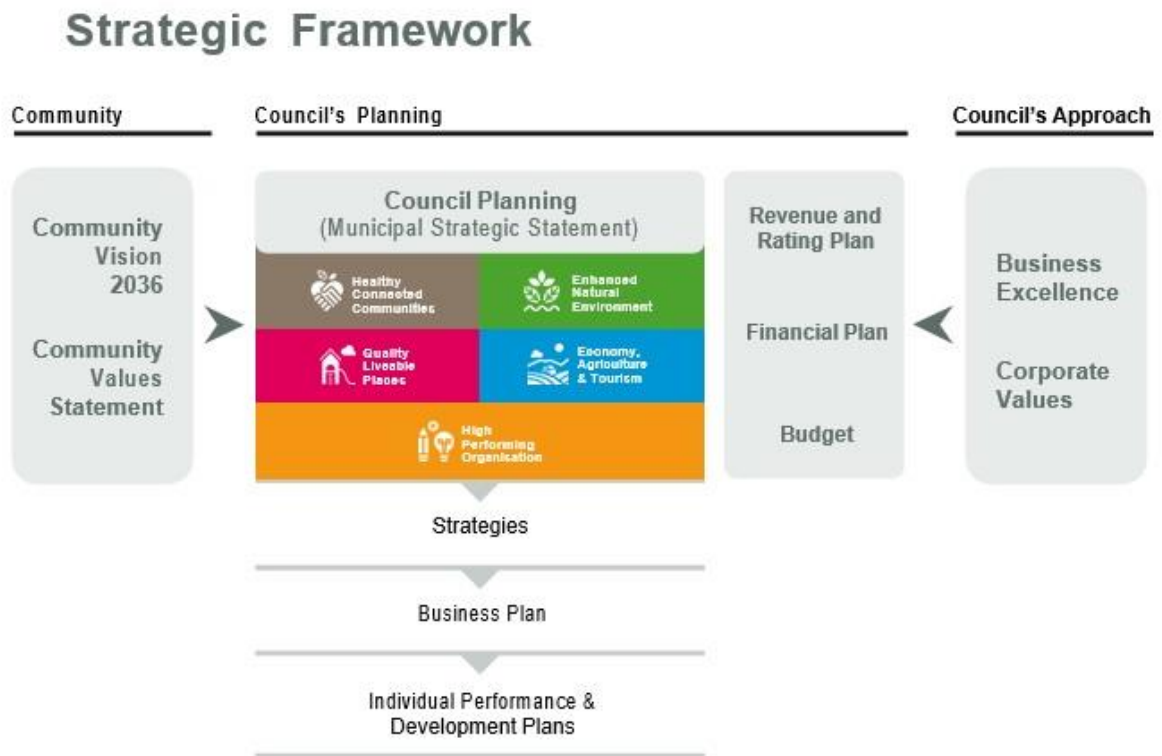 Strategic Framework
Community
Council's Planning
Council's Approach
Community
Vision
2036
Community
Values
Statement
Council Planning
(Municipal Strategic Statement)
Healthy
Connected
Communities
Enhanced
Natural
Environment
Quality
Liveable
Places
Economy,
Agriculture
& Tourism
High
Performing
Organisation
Revenue and
Rating Plan
Financial Plan
Budget
Business
Excellence
Corporate
Values
Strategies
Business Plan
Individual Performance &
Development Plans